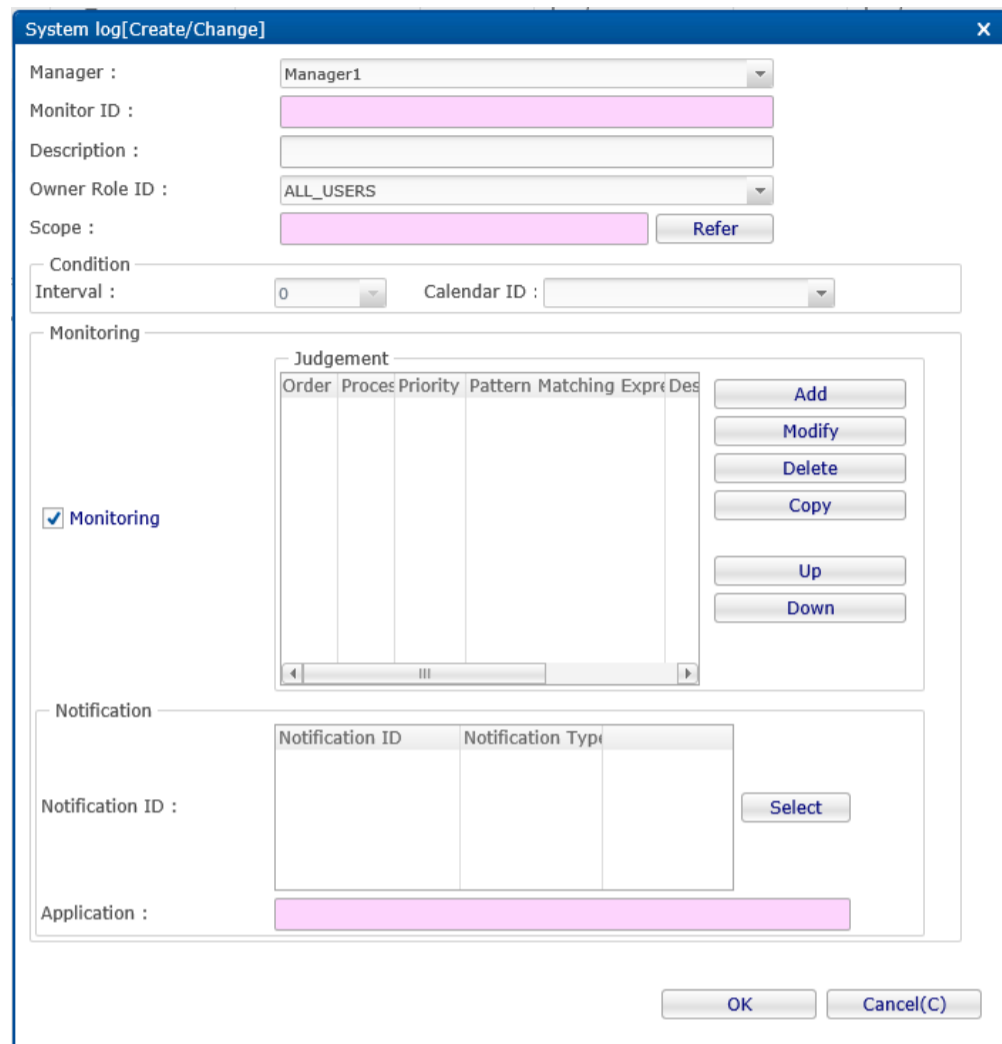 System log[Create/Change] X
Manager : Manager1
Monitor ID :
Description :
Owner Role ID : ALL_USERS
Scope : Refer
Condition
Interval : 0 Calendar ID :
Monitoring
Judgement
Order Proces Priority Pattern Matching Expre Des
Add
Modify
Delete
Copy
Monitoring
Up
Down
Notification
Notification ID Notification Type
Notification ID : Select
Application :
OK Cancel(C)